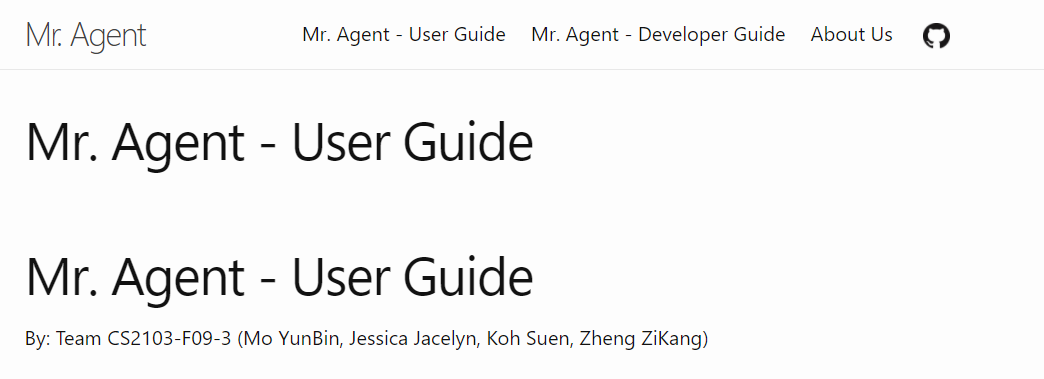 Mr. Agent
Mr. Agent - User Guide
Mr. Agent - Developer Guide
About Us
Mr. Agent - User Guide
Mr. Agent - User Guide
By: Team CS2103-F09-3 (Mo YunBin, Jessica Jacelyn, Koh Suen, Zheng ZiKang)